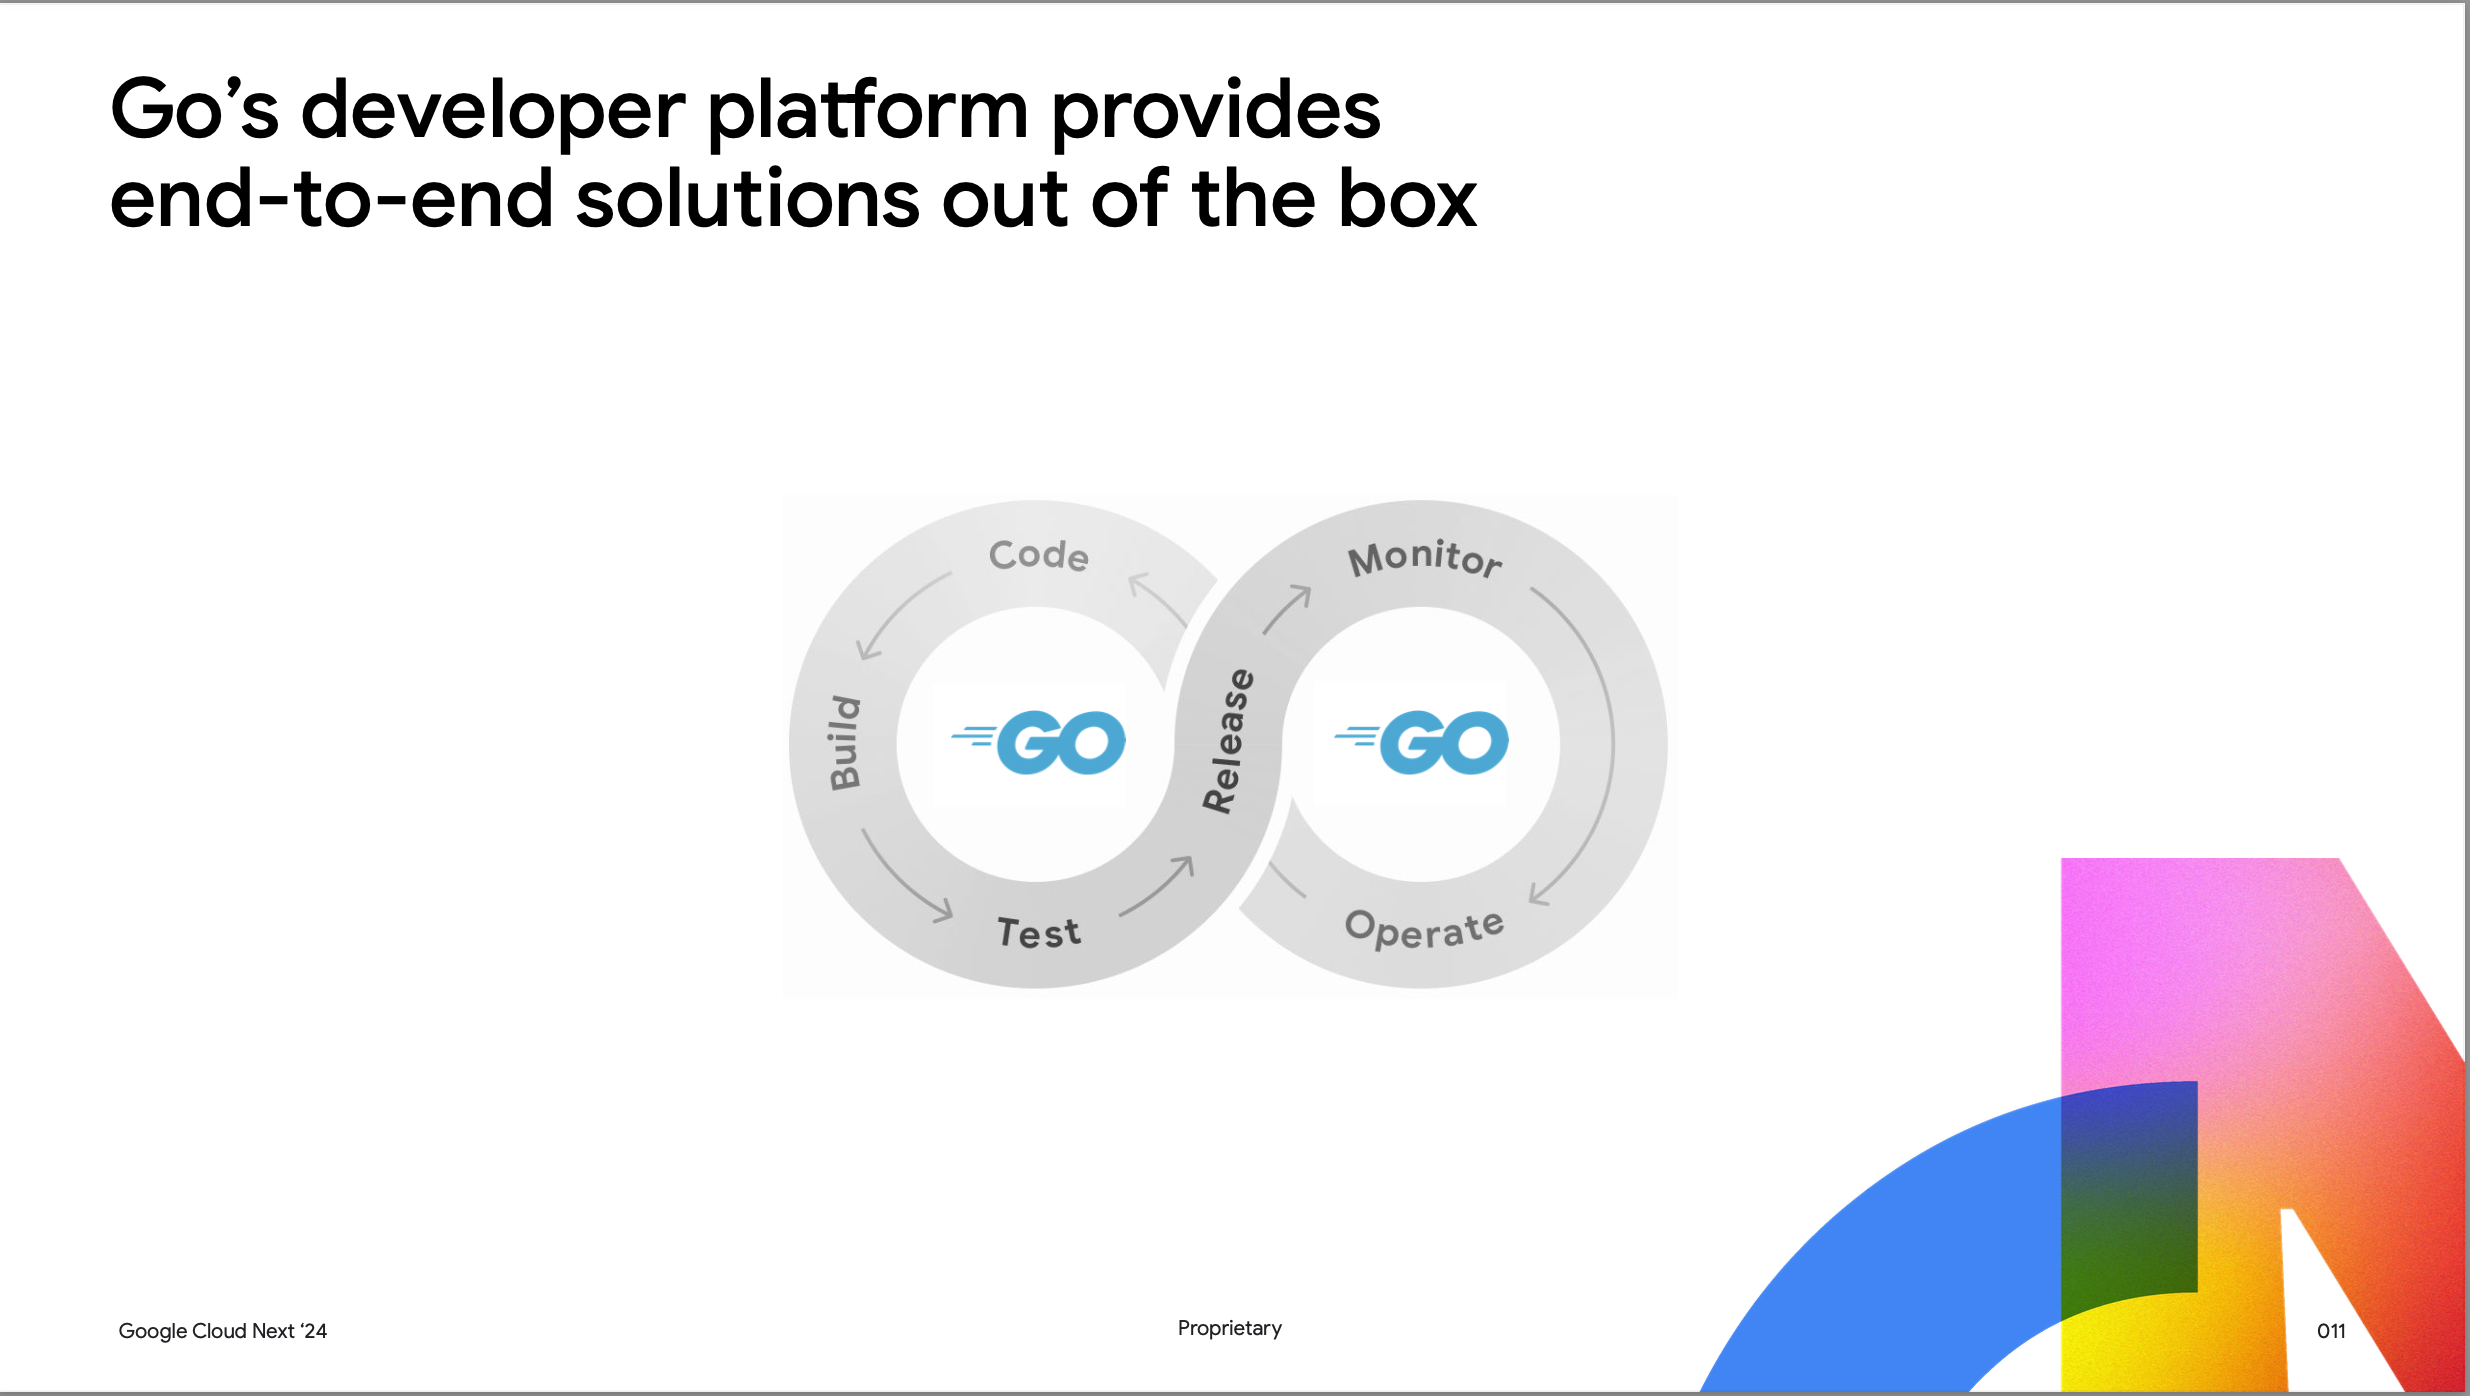 Go’s developer platform provides
end-to-end solutions out of the box
Code
Build
Test
Release
Monitor
Operate
GO
GO
Google Cloud Next ‘24
Proprietary
011